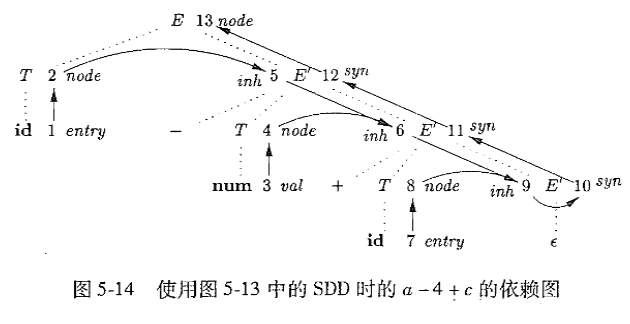 E 13 node
T 2 node inh 5 E' 12 syn
id 1 entry − T 4 node inh 6 E' 11 syn
num 3 val + T 8 node inh 9 E' 10 syn
id 7 entry ϵ
图 5-14 使用图 5-13 中的 SDD 时的 a − 4 + c 的依赖图